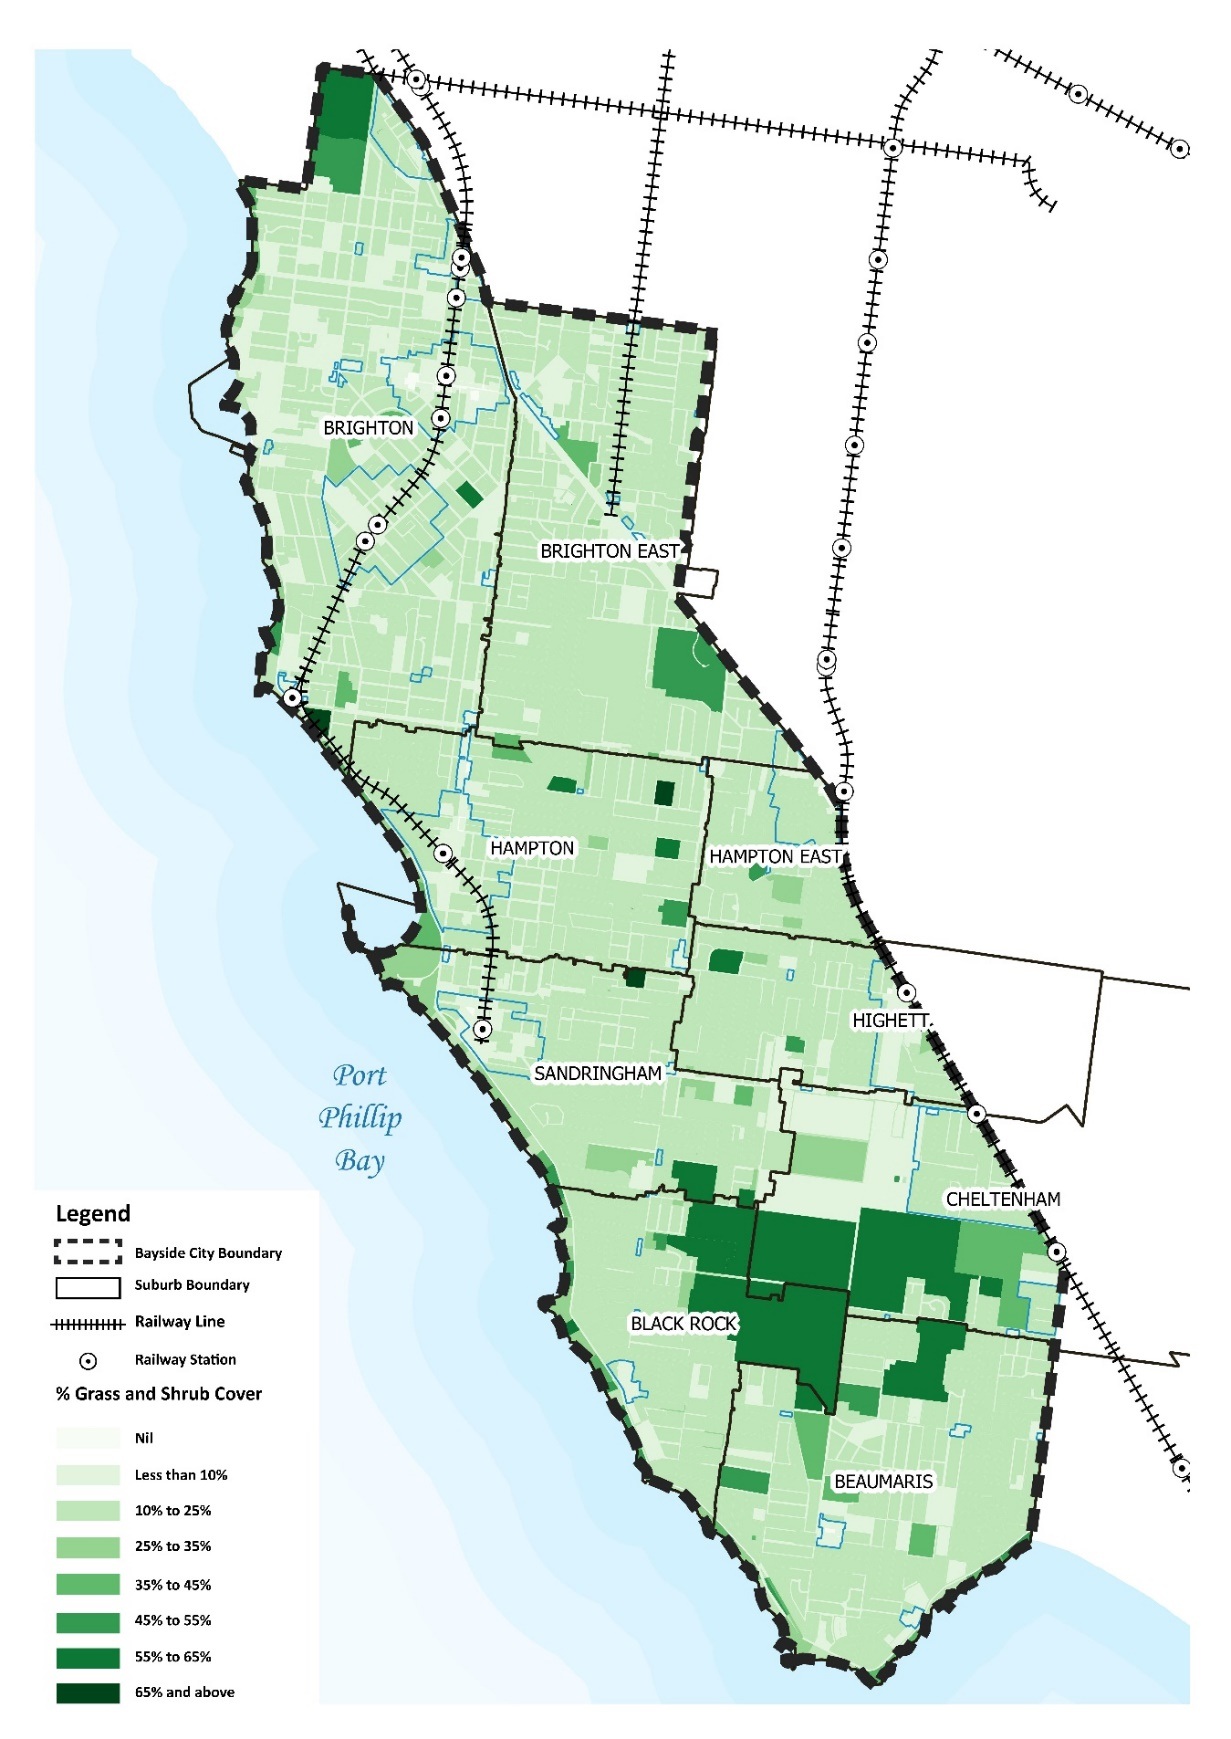 BRIGHTON
BRIGHTON EAST
HAMPTON
HAMPTON EAST
HIGHETT
SANDRINGHAM
Port
Phillip
Bay
CHELTENHAM
BLACK ROCK
BEAUMARIS
Legend
Bayside City Boundary
Suburb Boundary
Railway Line
Railway Station
% Grass and Shrub Cover
Nil
Less than 10%
10% to 25%
25% to 35%
35% to 45%
45% to 55%
55% to 65%
65% and above